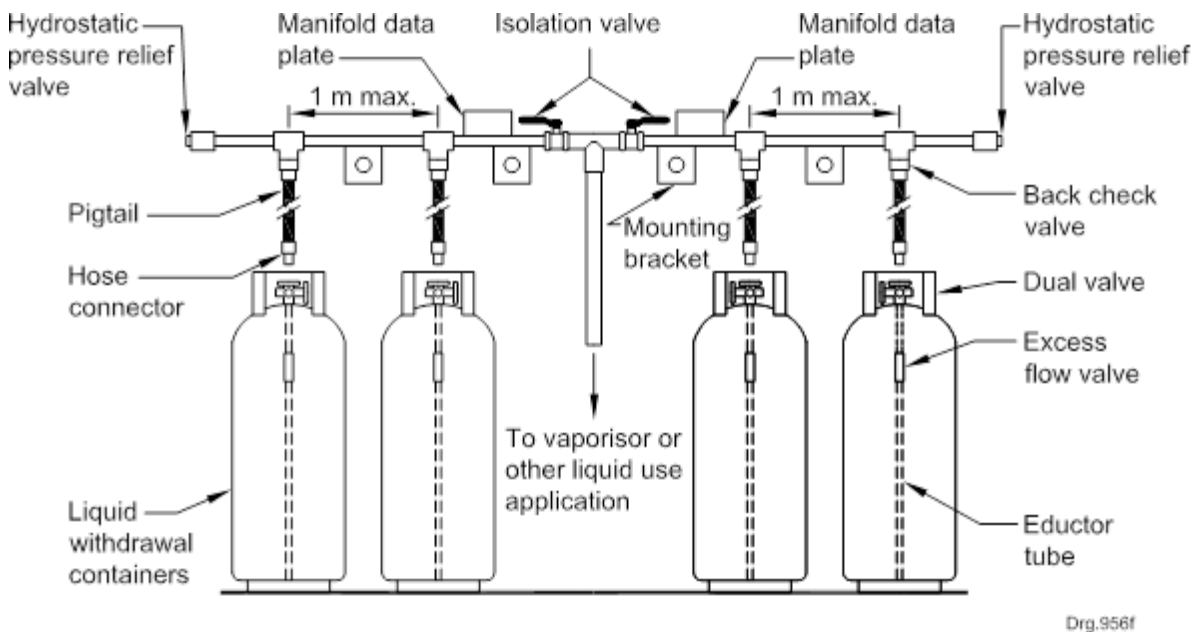 Hydrostatic
pressure relief
valve
Manifold data
plate
Isolation valve
Manifold data
plate
Hydrostatic
pressure relief
valve
1 m max.
1 m max.
Pigtail
Back check
valve
Mounting
bracket
Hose
connector
Dual valve
Excess
flow valve
To vaporisor or
other liquid use
application
Liquid
withdrawal
containers
Eductor
tube
Drg.956f